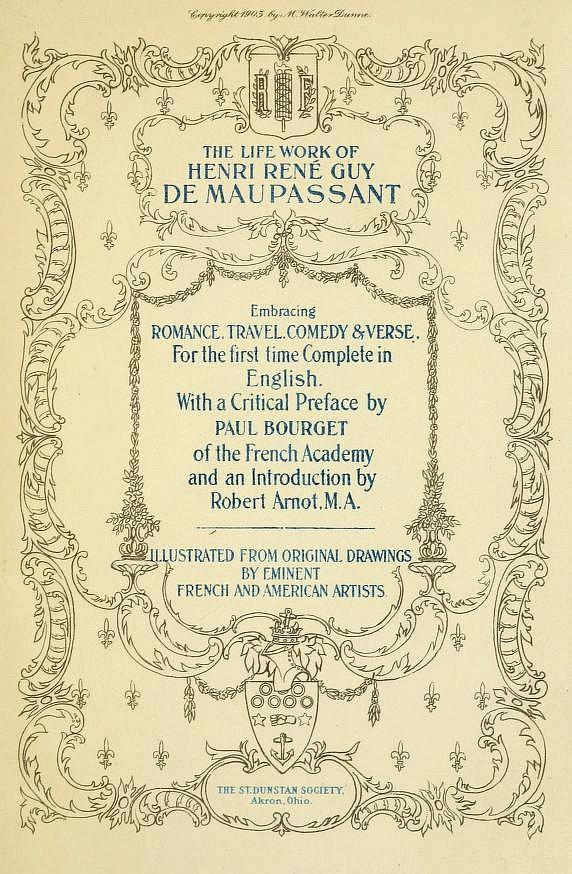 Copyright 1903, by M. Walter Dunne.
THE LIFE WORK OF
HENRI RENÉ GUY
DE MAUPASSANT
Embracing
ROMANCE, TRAVEL, COMEDY & VERSE,
For the first time Complete in
English.
With a Critical Preface by
PAUL BOURGET
of the French Academy
and an Introduction by
Robert Arnot, M.A.
ILLUSTRATED FROM ORIGINAL DRAWINGS
BY EMINENT
FRENCH AND AMERICAN ARTISTS
THE ST. DUNSTAN SOCIETY,
Akron, Ohio.